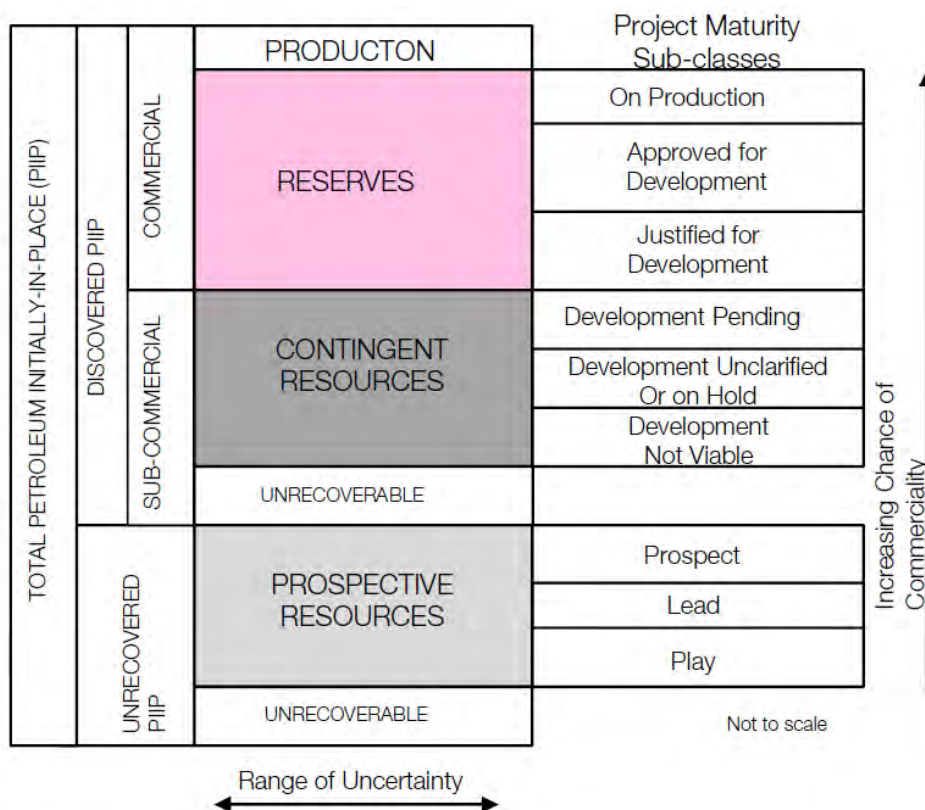 PRODUCTON
Project Maturity
Sub-classes
TOTAL PETROLEUM INITIALLY-IN-PLACE (PIIP)
DISCOVERED PIIP
COMMERCIAL
RESERVES
On Production
Approved for
Development
Justified for
Development
SUB-COMMERCIAL
CONTINGENT
RESOURCES
Development Pending
Development Unclarified
Or on Hold
Development
Not Viable
UNRECOVERABLE
UNRECOVERED
PIIP
PROSPECTIVE
RESOURCES
Prospect
Lead
Play
UNRECOVERABLE
Increasing Chance of
Commerciality
Not to scale
Range of Uncertainty